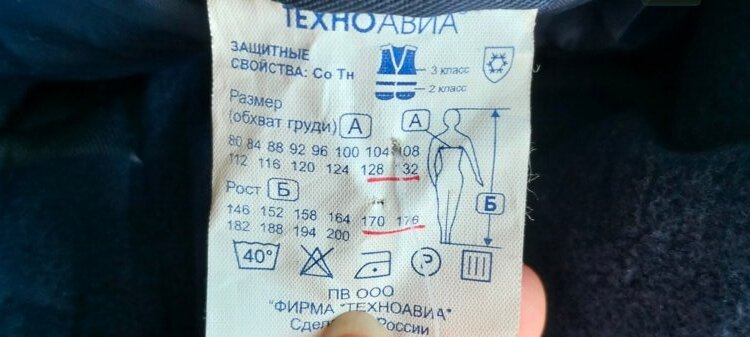 ТЕХНОАВИА
ЗАЩИТНЫЕ
СВОЙСТВА: Со Тн
3 класс
2 класс
Размер
(обхват груди) А
А
80 84 88 92 96 100 104 108
112 116 120 124 128 132
Рост Б
Б
146 152 158 164 170 176
182 188 194 200
40°
Р
ПВ ООО
"ФИРМА "ТЕХНОАВИА"
России